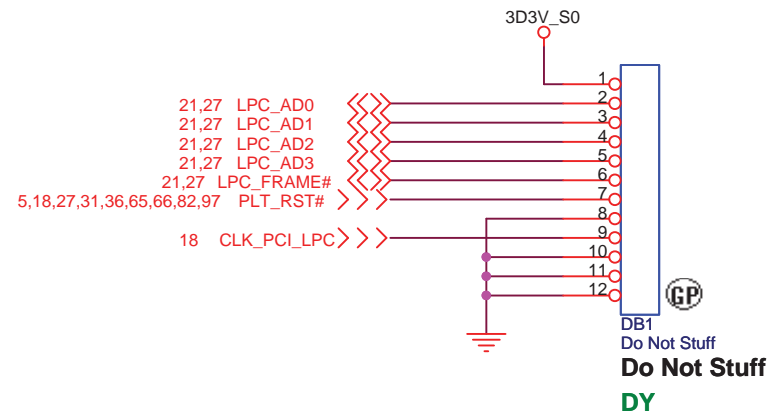 3D3V_S0
1
21,27 LPC_AD0 2
21,27 LPC_AD1 3
21,27 LPC_AD2 4
21,27 LPC_AD3 5
21,27 LPC_FRAME# 6
5,18,27,31,36,65,66,82,97 PLT_RST# 7
8
18 CLK_PCI_LPC 9
10
11
12
GP
DB1
Do Not Stuff
Do Not Stuff
DY